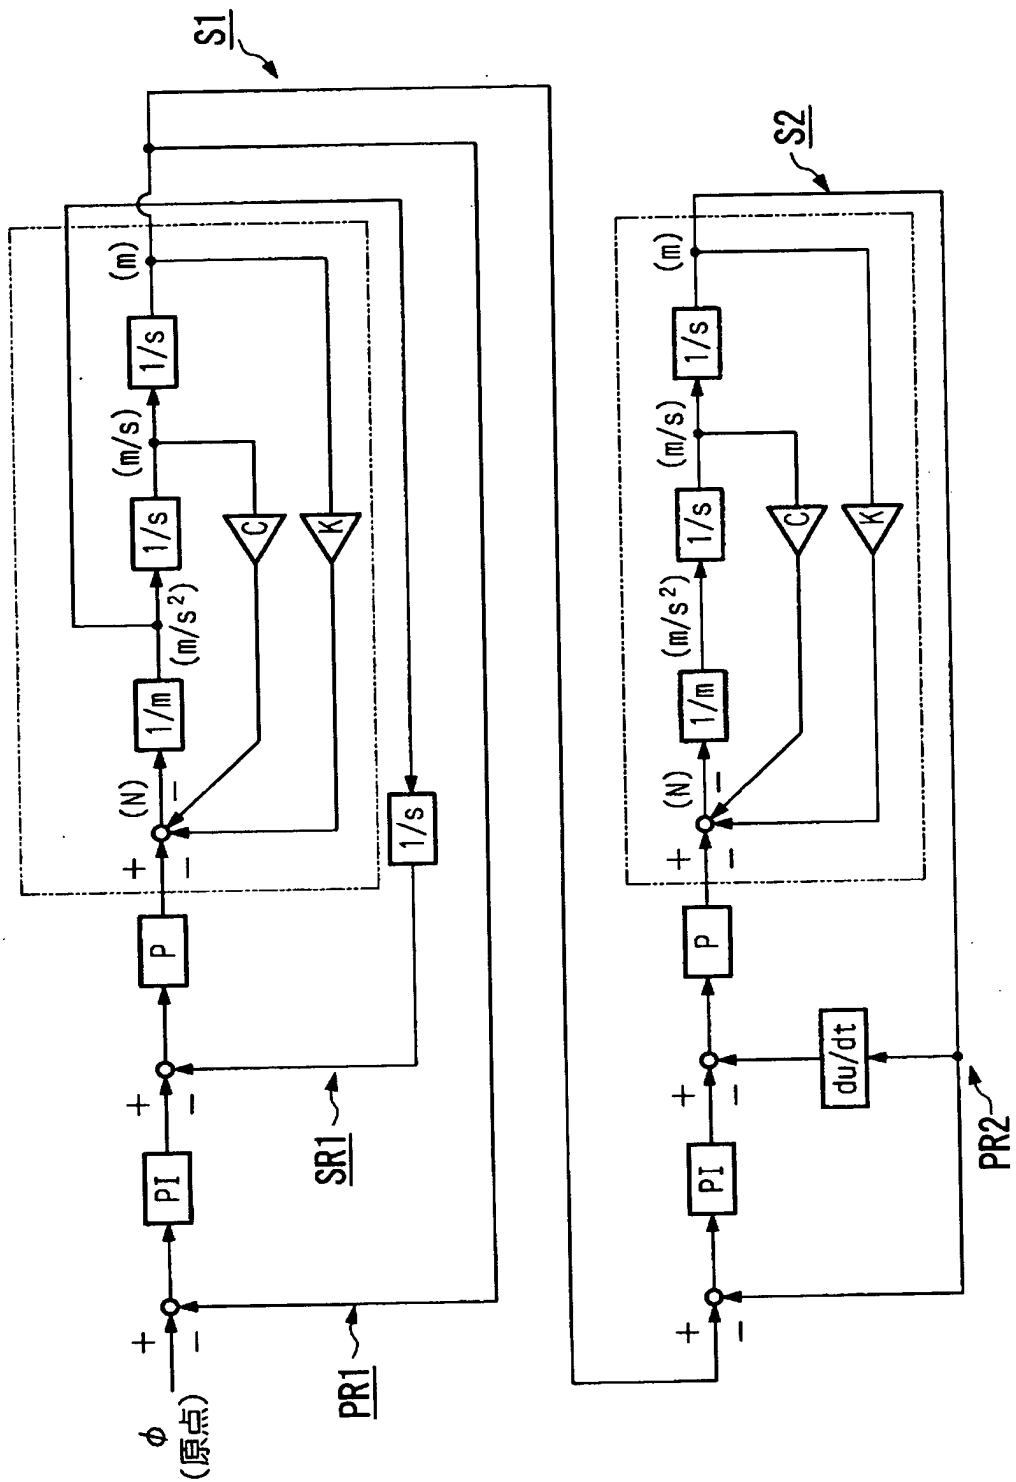 S1
φ
(原点)
+
−
PI
+
−
P
+
−
(N)
−
1/m
(m/s²)
1/s
(m/s)
1/s
(m)
C
K
1/s
SR1
PR1
S2
+
−
PI
+
−
P
+
−
(N)
−
1/m
(m/s²)
1/s
(m/s)
1/s
(m)
C
K
du/dt
PR2